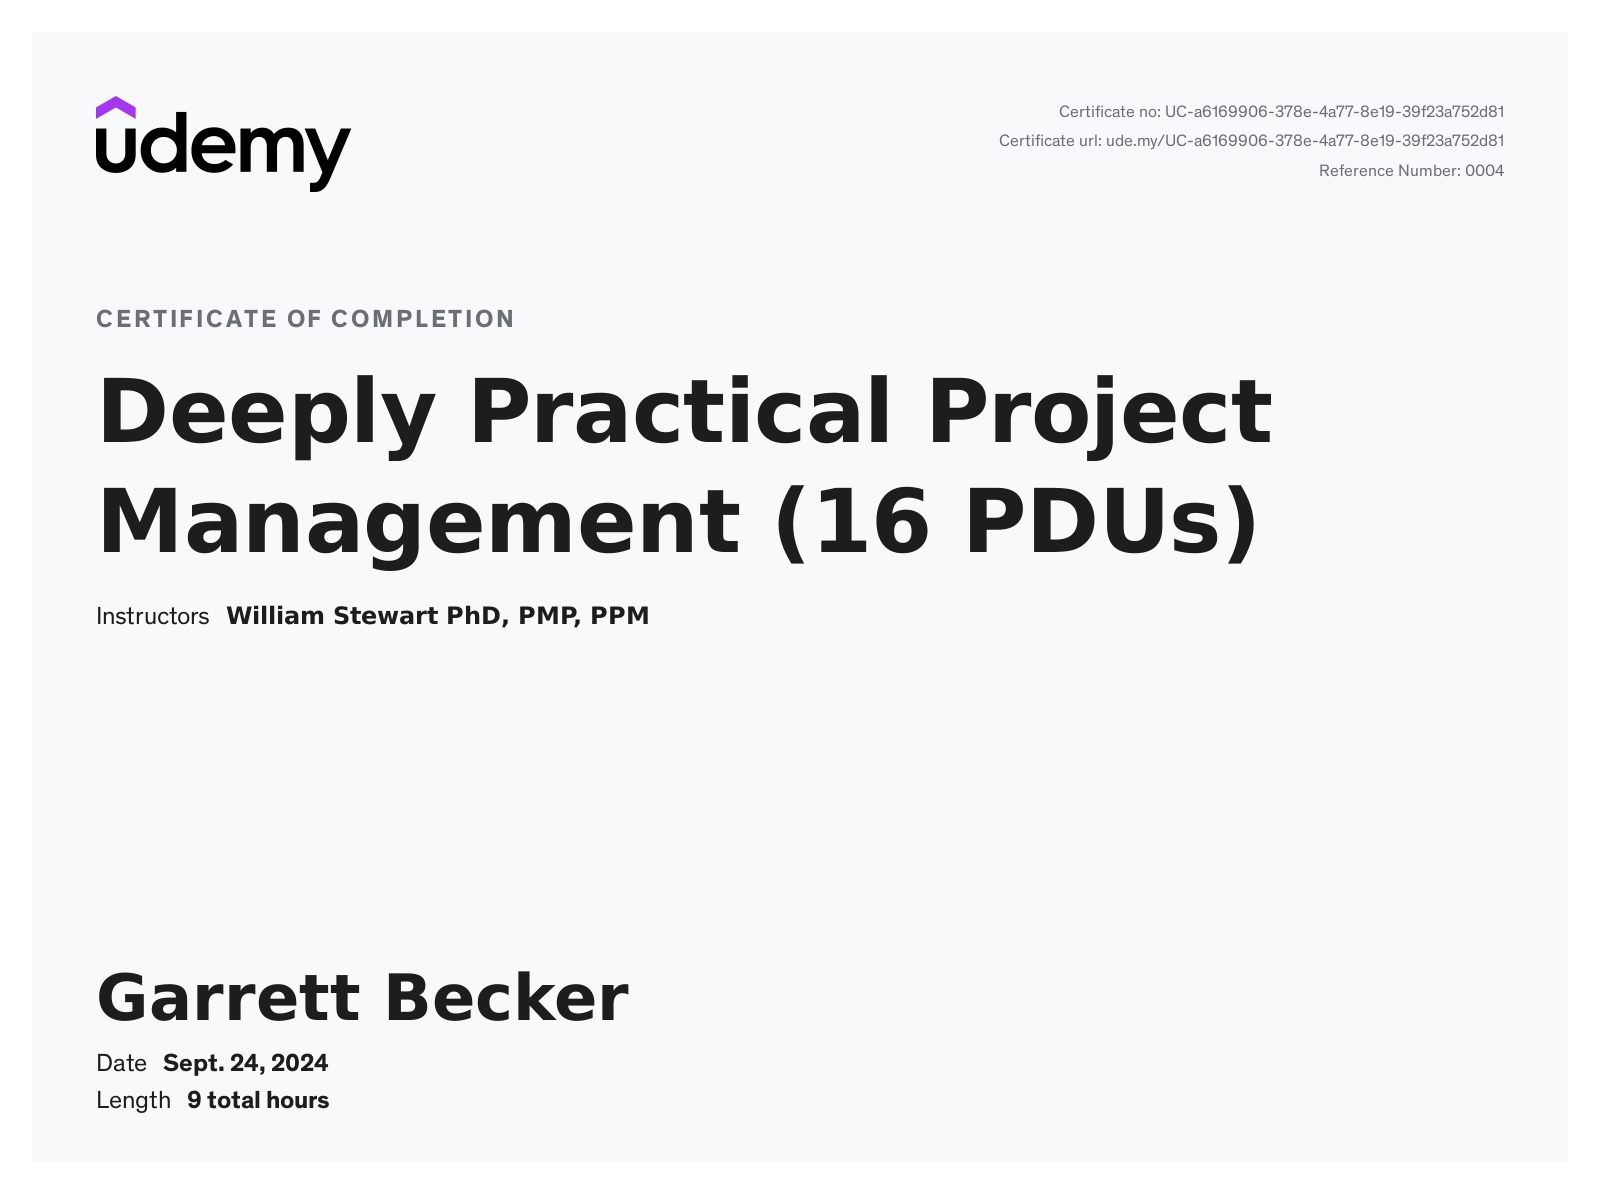 udemy
Certificate no: UC-a6169906-378e-4a77-8e19-39f23a752d81
Certificate url: ude.my/UC-a6169906-378e-4a77-8e19-39f23a752d81
Reference Number: 0004
CERTIFICATE OF COMPLETION
Deeply Practical Project
Management (16 PDUs)
Instructors William Stewart PhD, PMP, PPM
Garrett Becker
Date Sept. 24, 2024
Length 9 total hours